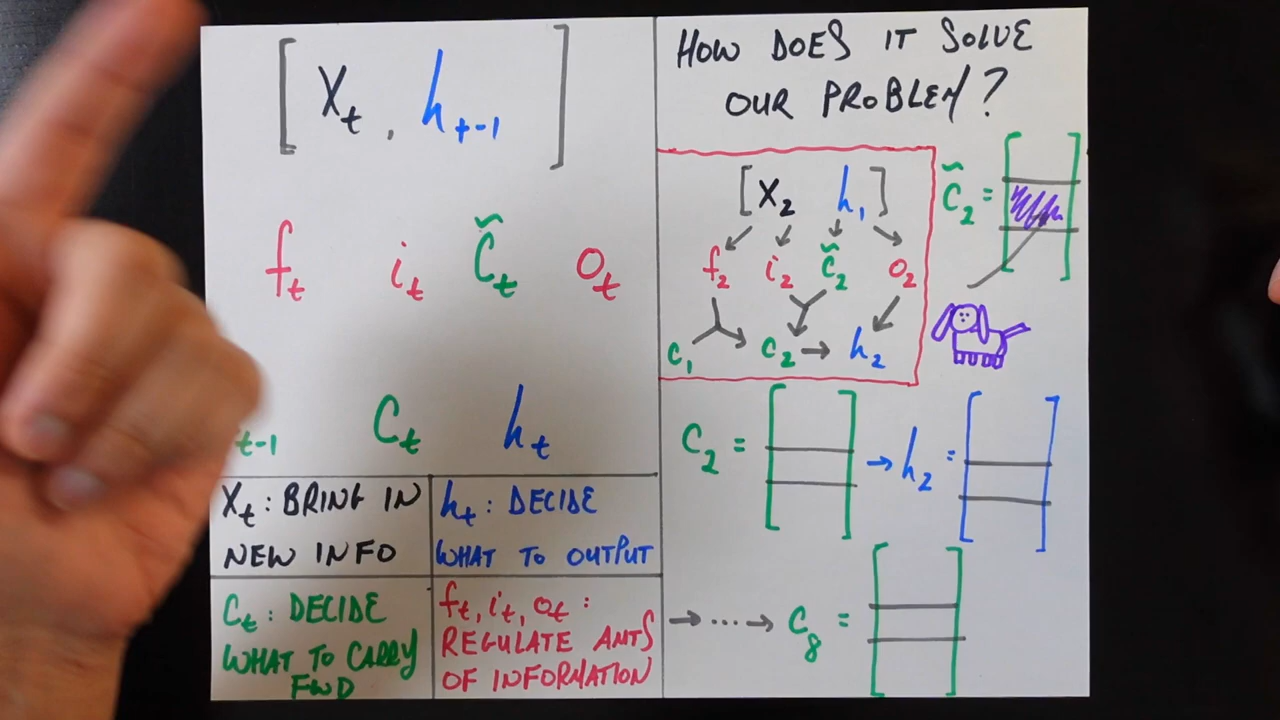 [ Xₜ , hₜ₋₁ ]
fₜ iₜ C̃ₜ oₜ
t-1 Cₜ hₜ
Xₜ : BRING IN
NEW INFO
hₜ : DECIDE
WHAT TO OUTPUT
Cₜ : DECIDE
WHAT TO CARRY
FWD
fₜ, iₜ, oₜ :
REGULATE AMTS
OF INFORMATION
HOW DOES IT SOLVE
OUR PROBLEM?
[ X₂ h₁ ]
f₂ i₂ C̃₂ o₂
C₁ C₂ → h₂
C̃₂ =
C₂ = → h₂ =
→ ... → C₈ =